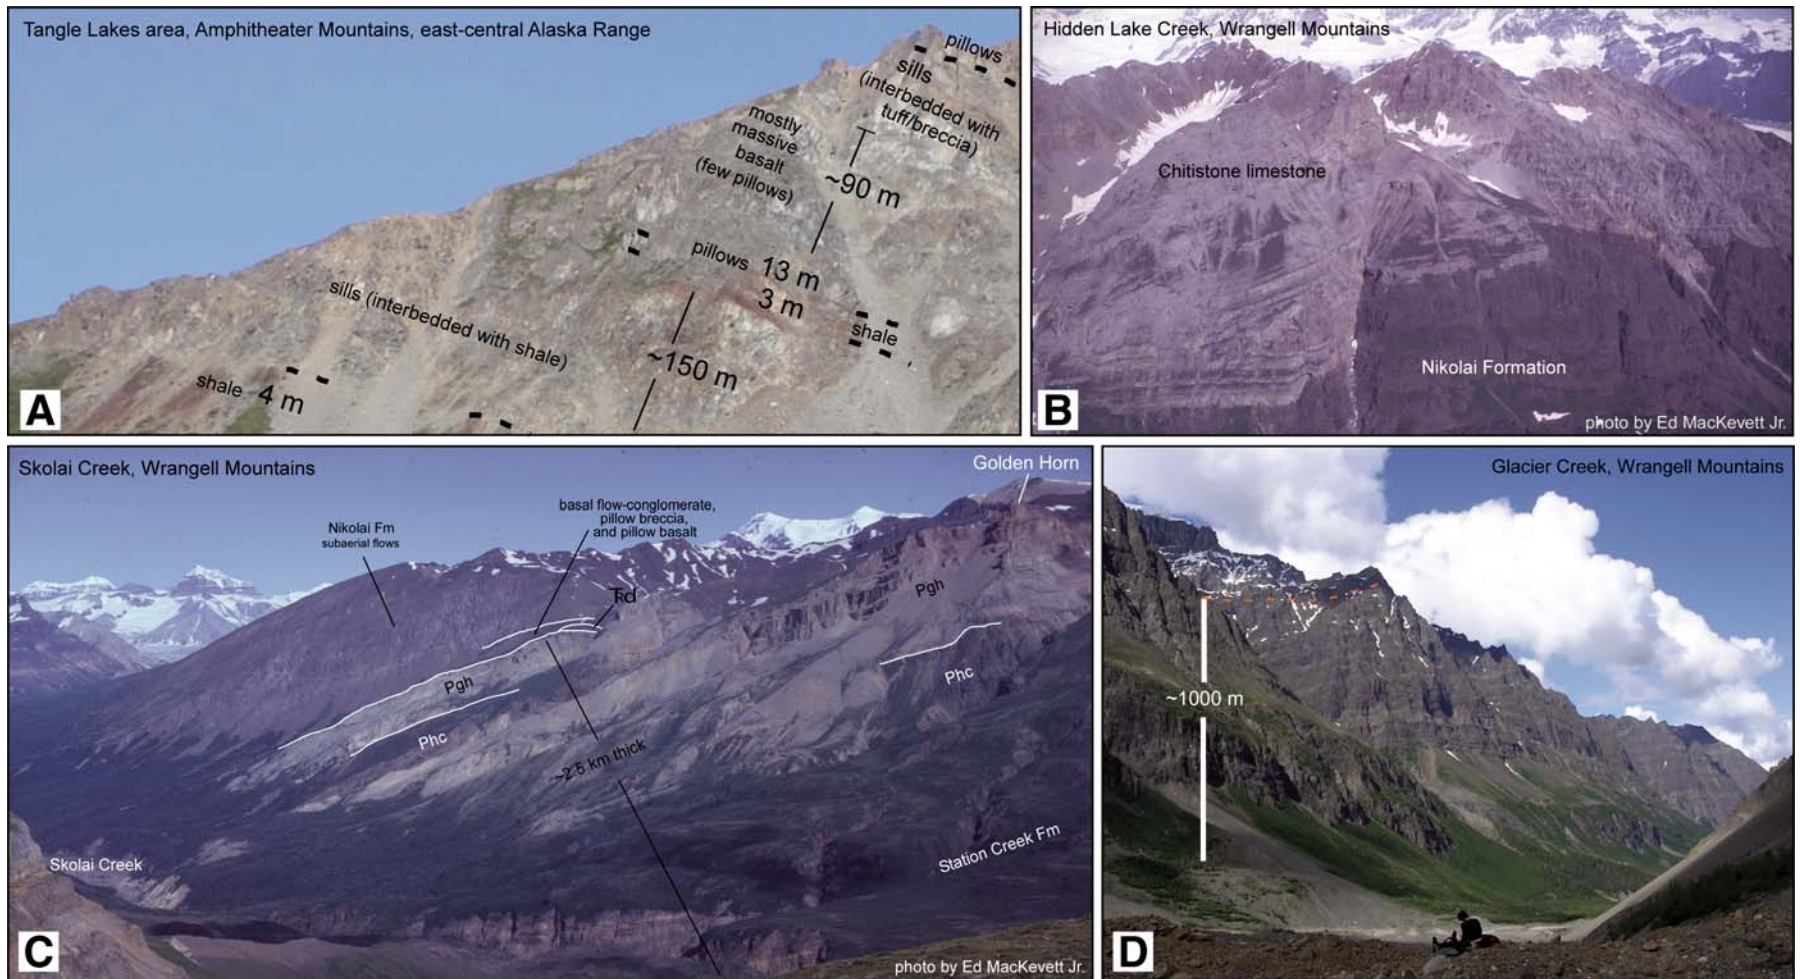 Tangle Lakes area, Amphitheater Mountains, east-central Alaska Range
pillows
sills
(interbedded with
tuff/breccia)
mostly
massive
basalt
(few pillows)
~90 m
pillows 13 m
3 m
shale
sills (interbedded with shale)
~150 m
shale 4 m
A
Hidden Lake Creek, Wrangell Mountains
Chitistone limestone
Nikolai Formation
photo by Ed MacKevett Jr.
B
Skolai Creek, Wrangell Mountains
Golden Horn
basal flow-conglomerate,
pillow breccia,
and pillow basalt
Nikolai Fm
subaerial flows
Trd
Pgh
Pgh
Phc
Phc
~2.5 km thick
Station Creek Fm
Skolai Creek
photo by Ed MacKevett Jr.
C
Glacier Creek, Wrangell Mountains
~1000 m
D